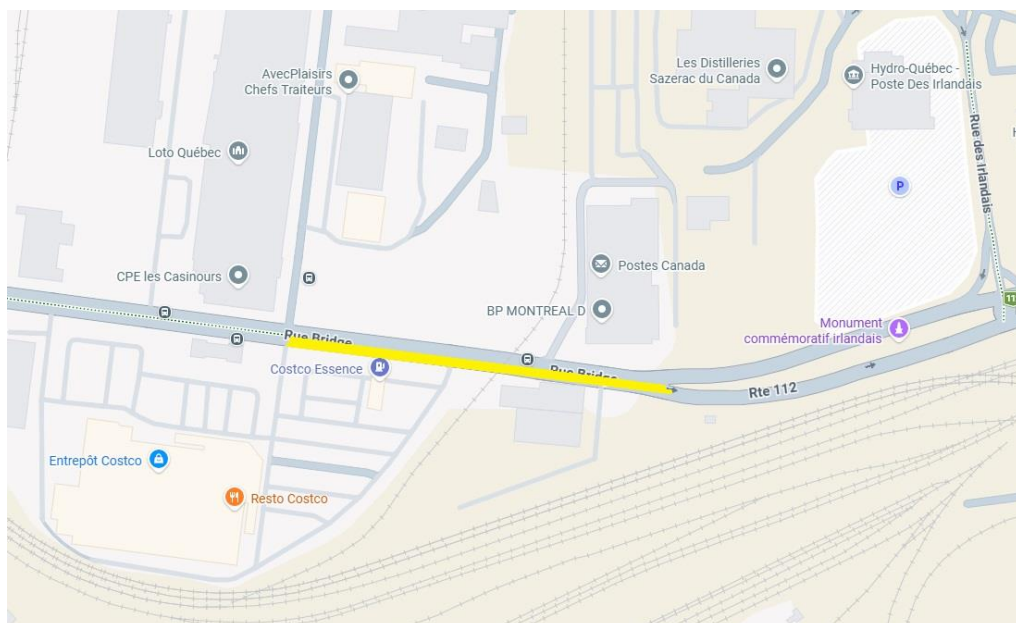 AvecPlaisirs
Chefs Traiteurs
Les Distilleries
Sazerac du Canada
Hydro-Québec -
Poste Des Irlandais
Rue des Irlandais
Loto Québec
P
CPE les Casinours
Postes Canada
BP MONTREAL D
11
Monument
commémoratif irlandais
Rue Bridge
Costco Essence
Rue Bridge
Rte 112
Entrepôt Costco
Resto Costco